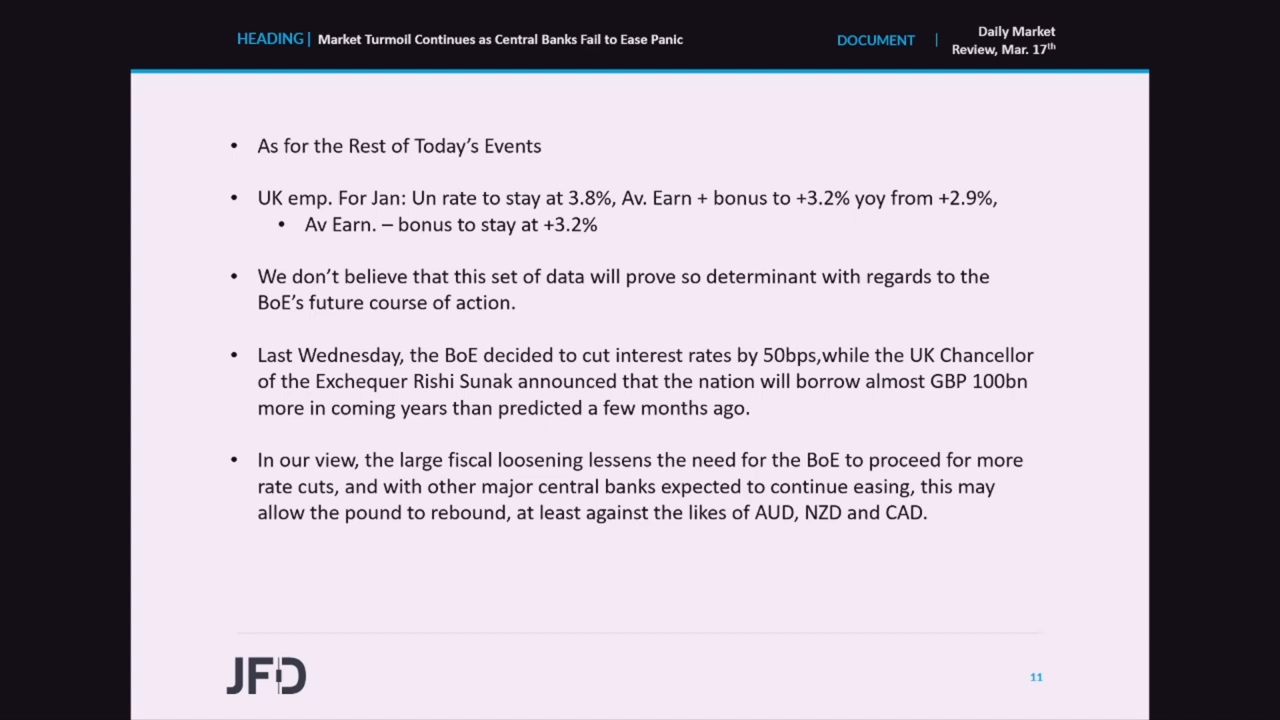 HEADING | Market Turmoil Continues as Central Banks Fail to Ease Panic
DOCUMENT | Daily Market
Review, Mar. 17th
• As for the Rest of Today’s Events
• UK emp. For Jan: Un rate to stay at 3.8%, Av. Earn + bonus to +3.2% yoy from +2.9%,
• Av Earn. – bonus to stay at +3.2%
• We don’t believe that this set of data will prove so determinant with regards to the
BoE’s future course of action.
• Last Wednesday, the BoE decided to cut interest rates by 50bps,while the UK Chancellor
of the Exchequer Rishi Sunak announced that the nation will borrow almost GBP 100bn
more in coming years than predicted a few months ago.
• In our view, the large fiscal loosening lessens the need for the BoE to proceed for more
rate cuts, and with other major central banks expected to continue easing, this may
allow the pound to rebound, at least against the likes of AUD, NZD and CAD.
JFD
11